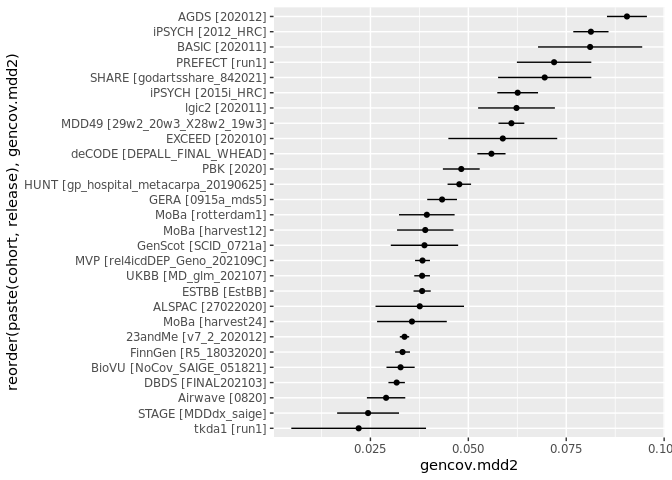 AGDS [202012]
iPSYCH [2012_HRC]
BASIC [202011]
PREFECT [run1]
SHARE [godartsshare_842021]
iPSYCH [2015i_HRC]
lgic2 [202011]
MDD49 [29w2_20w3_X28w2_19w3]
EXCEED [202010]
deCODE [DEPALL_FINAL_WHEAD]
PBK [2020]
HUNT [gp_hospital_metacarpa_20190625]
GERA [0915a_mds5]
MoBa [rotterdam1]
MoBa [harvest12]
GenScot [SCID_0721a]
MVP [rel4icdDEP_Geno_202109C]
UKBB [MD_glm_202107]
ESTBB [EstBB]
ALSPAC [27022020]
MoBa [harvest24]
23andMe [v7_2_202012]
FinnGen [R5_18032020]
BioVU [NoCov_SAIGE_051821]
DBDS [FINAL202103]
Airwave [0820]
STAGE [MDDdx_saige]
tkda1 [run1]
reorder(paste(cohort, release), gencov.mdd2)
0.025 0.050 0.075 0.10
gencov.mdd2